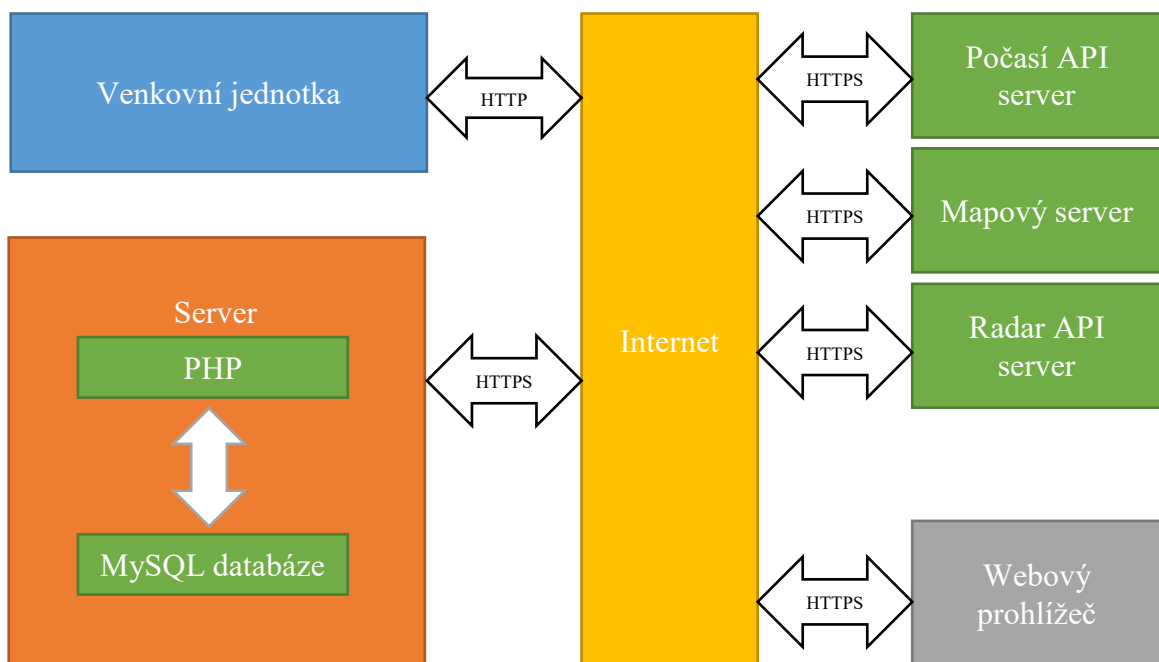 Venkovní jednotka
HTTP
Server
PHP
MySQL databáze
HTTPS
Internet
HTTPS
Počasí API
server
HTTPS
Mapový server
HTTPS
Radar API
server
HTTPS
Webový
prohlížeč